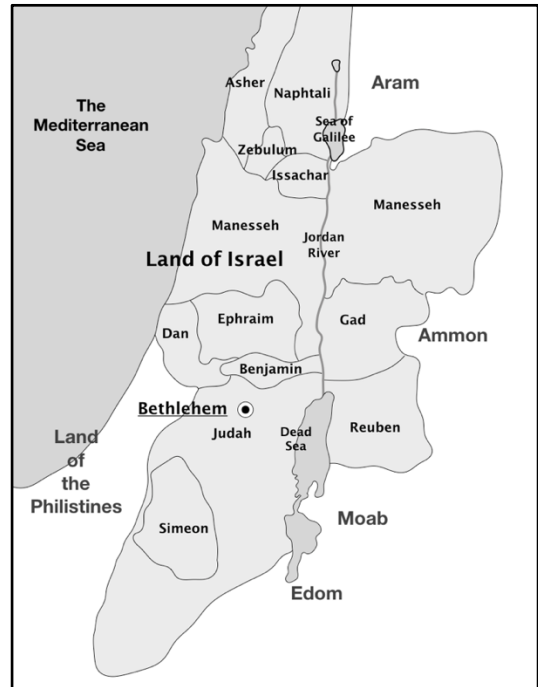 Asher
Naphtali
Aram
The
Mediterranean
Sea
Sea of
Galilee
Zebulum
Issachar
Manesseh
Manesseh
Jordan
River
Land of Israel
Dan
Ephraim
Gad
Ammon
Benjamin
Bethlehem
Judah
Dead
Sea
Reuben
Land
of
the
Philistines
Simeon
Moab
Edom